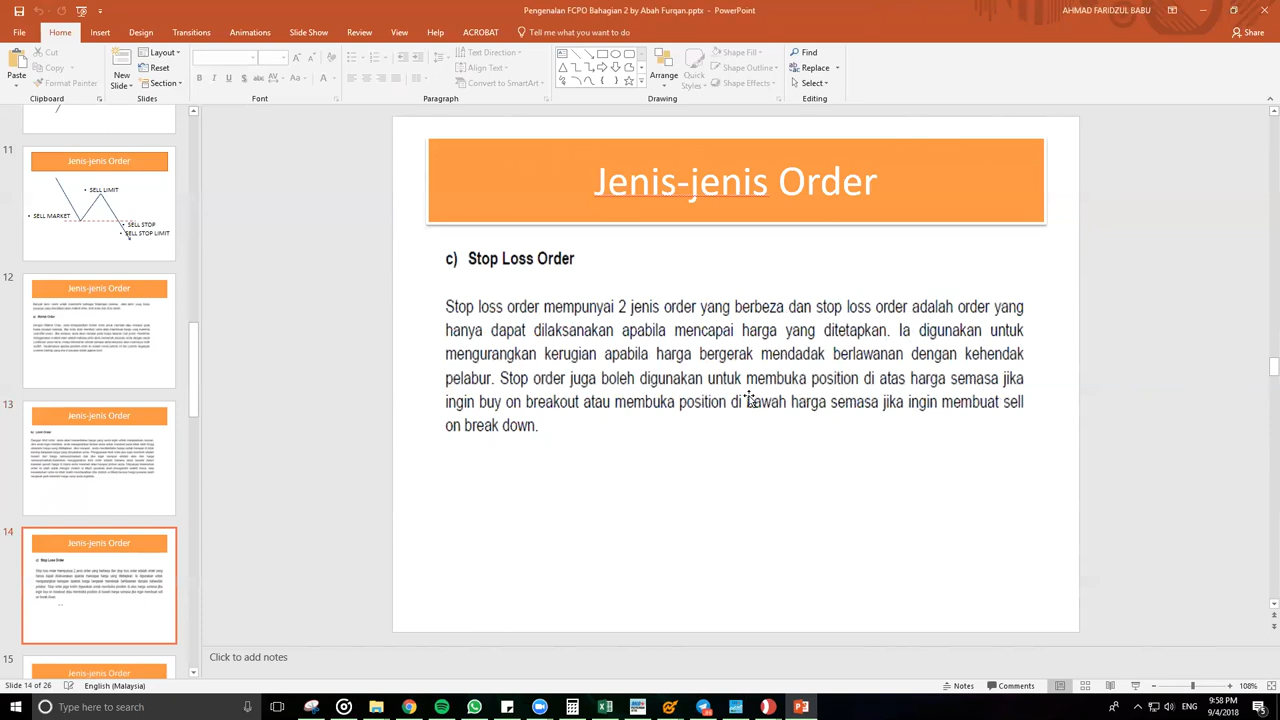 Pengenalan FCPO Bahagian 2 by Abah Furqan.pptx - PowerPoint
AHMAD FARIDZUL BABU
File Home Insert Design Transitions Animations Slide Show Review View Help ACROBAT Tell me what you want to do
Share
Paste
Cut
Copy
Format Painter
Clipboard
New
Slide
Layout
Reset
Section
Slides
Font
Paragraph
Text Direction
Align Text
Convert to SmartArt
Arrange
Quick
Styles
Shape Fill
Shape Outline
Shape Effects
Drawing
Find
Replace
Select
Editing
11
Jenis-jenis Order
• SELL LIMIT
• SELL MARKET
• SELL STOP
• SELL STOP LIMIT
12
Jenis-jenis Order
13
Jenis-jenis Order
14
Jenis-jenis Order
c) Stop Loss Order
15
Jenis-jenis Order
Jenis-jenis Order
c) Stop Loss Order
Stop loss order mempunyai 2 jenis order yang berbeza dan stop loss order adalah order yang
hanya dapat dilaksanakan apabila mencapai harga yang ditetapkan. Ia digunakan untuk
mengurangkan kerugian apabila harga bergerak mendadak berlawanan dengan kehendak
pelabur. Stop order juga boleh digunakan untuk membuka position di atas harga semasa jika
ingin buy on breakout atau membuka position di bawah harga semasa jika ingin membuat sell
on break down.
Click to add notes
Slide 14 of 26
English (Malaysia)
Notes
Comments
108%
Type here to search
9:58 PM
9/4/2018